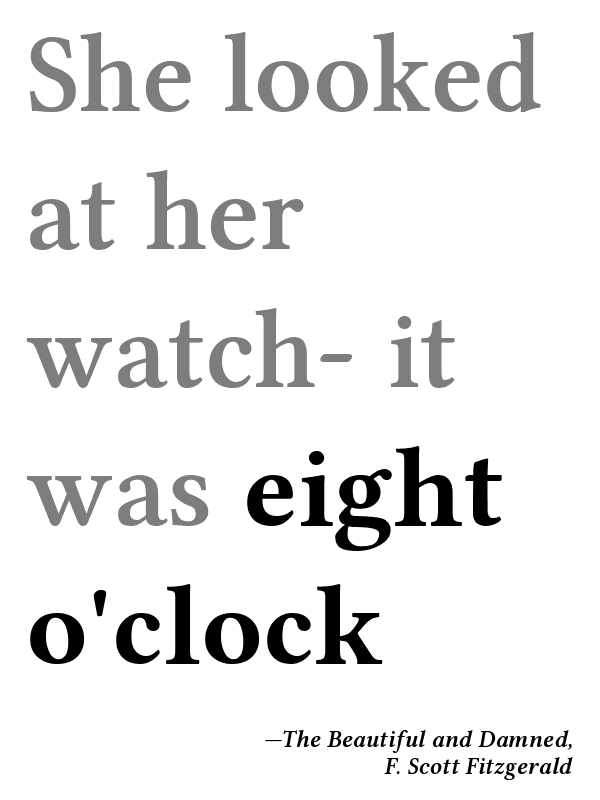 She looked
at her
watch- it
was eight
o'clock
—The Beautiful and Damned,
F. Scott Fitzgerald